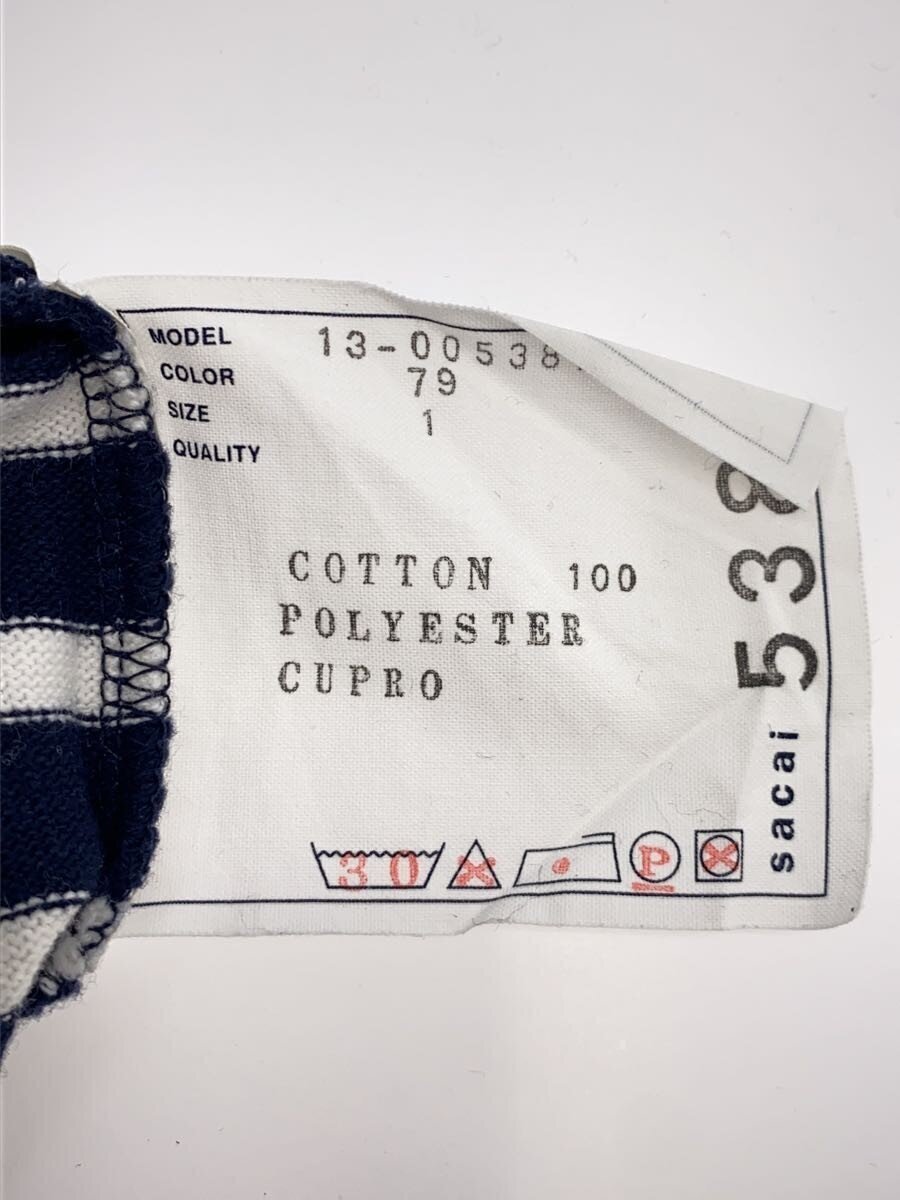 MODEL 13-00538
COLOR 79
SIZE 1
QUALITY
COTTON 100
POLYESTER
CUPRO
30
P
sacai 538